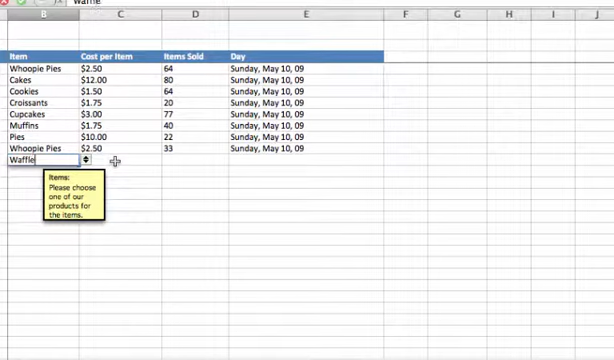 Waffle
B C D E F G H I J
Item Cost per Item Items Sold Day
Whoopie Pies $2.50 64 Sunday, May 10, 09
Cakes $12.00 80 Sunday, May 10, 09
Cookies $1.50 64 Sunday, May 10, 09
Croissants $1.75 20 Sunday, May 10, 09
Cupcakes $3.00 77 Sunday, May 10, 09
Muffins $1.75 40 Sunday, May 10, 09
Pies $10.00 22 Sunday, May 10, 09
Whoopie Pies $2.50 33 Sunday, May 10, 09
Waffle
Items:
Please choose
one of our
products for
the items.